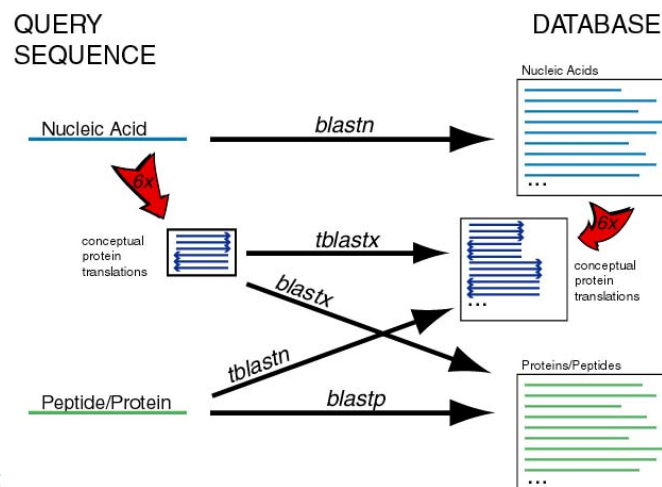 QUERY
SEQUENCE
DATABASE
Nucleic Acids
Nucleic Acid
blastn
...
6x
6x
conceptual
protein
translations
tblastx
conceptual
protein
translations
...
blastx
tblastn
Proteins/Peptides
Peptide/Protein
blastp
...